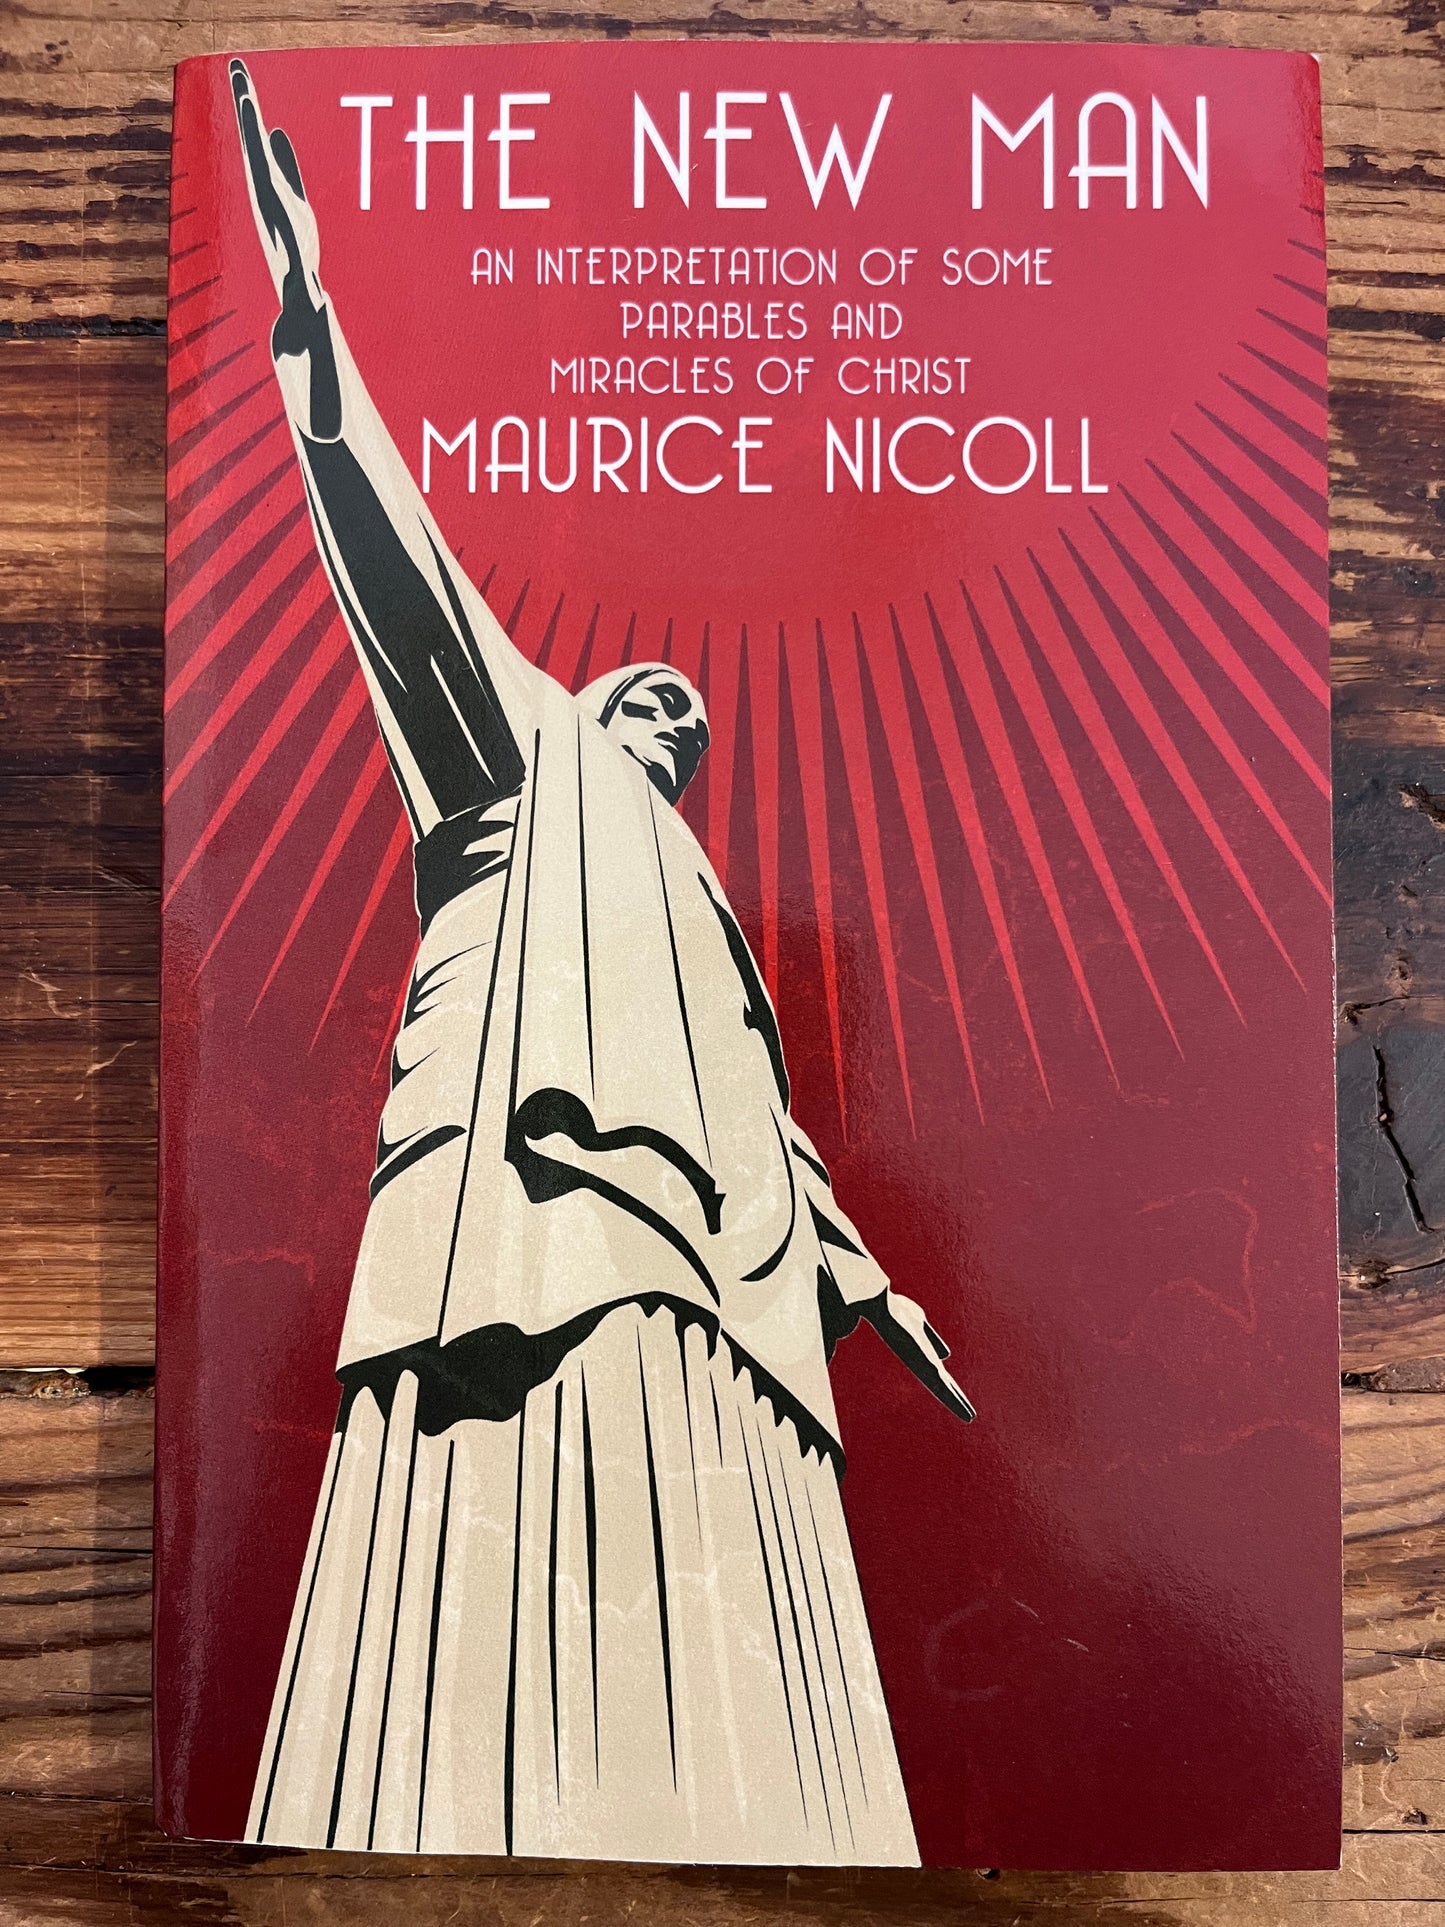 THE NEW MAN
AN INTERPRETATION OF SOME
PARABLES AND
MIRACLES OF CHRIST
MAURICE NICOLL